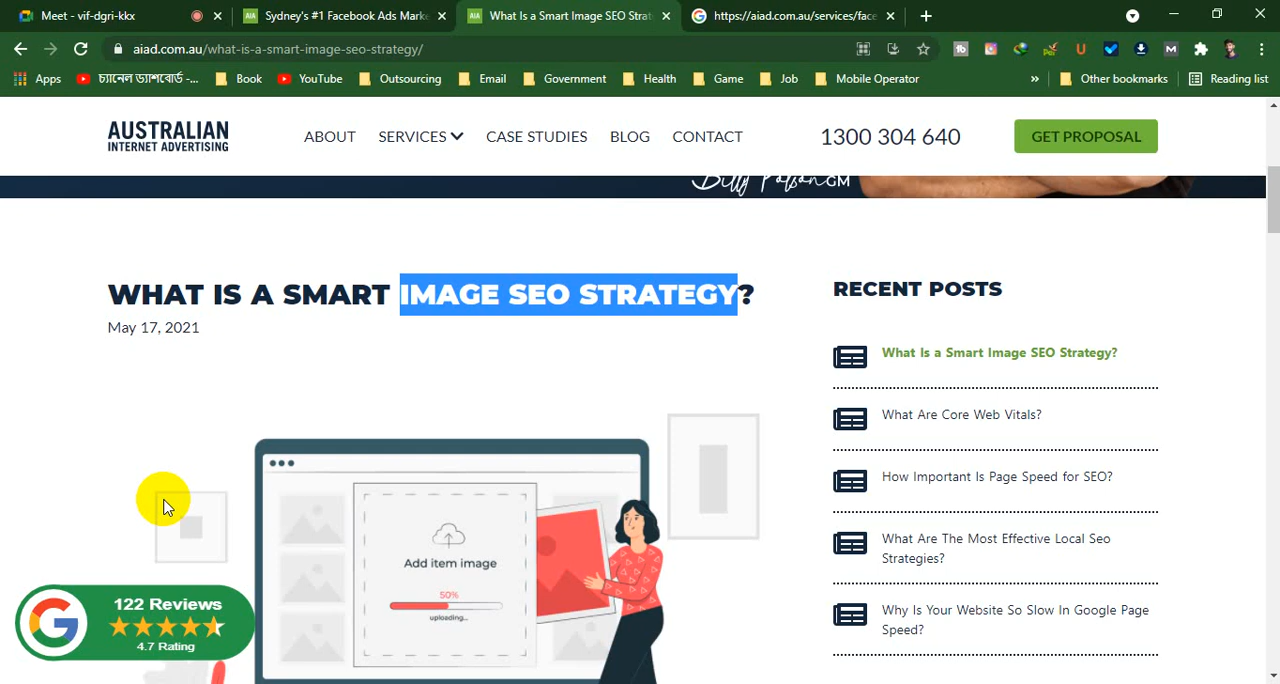 Meet - vif-dgri-kkx
Sydney's #1 Facebook Ads Marke
What Is a Smart Image SEO Strat
https://aiad.com.au/services/face
aiad.com.au/what-is-a-smart-image-seo-strategy/
Apps
চ্যানেল ড্যাশবোর্ড -...
Book
YouTube
Outsourcing
Email
Government
Health
Game
Job
Mobile Operator
»
Other bookmarks
Reading list
AUSTRALIAN
INTERNET ADVERTISING
ABOUT
SERVICES
CASE STUDIES
BLOG
CONTACT
1300 304 640
GET PROPOSAL
Billy Polson GM
WHAT IS A SMART IMAGE SEO STRATEGY?
May 17, 2021
Add item image
50%
uploading...
122 Reviews
4.7 Rating
RECENT POSTS
What Is a Smart Image SEO Strategy?
What Are Core Web Vitals?
How Important Is Page Speed for SEO?
What Are The Most Effective Local Seo
Strategies?
Why Is Your Website So Slow In Google Page
Speed?